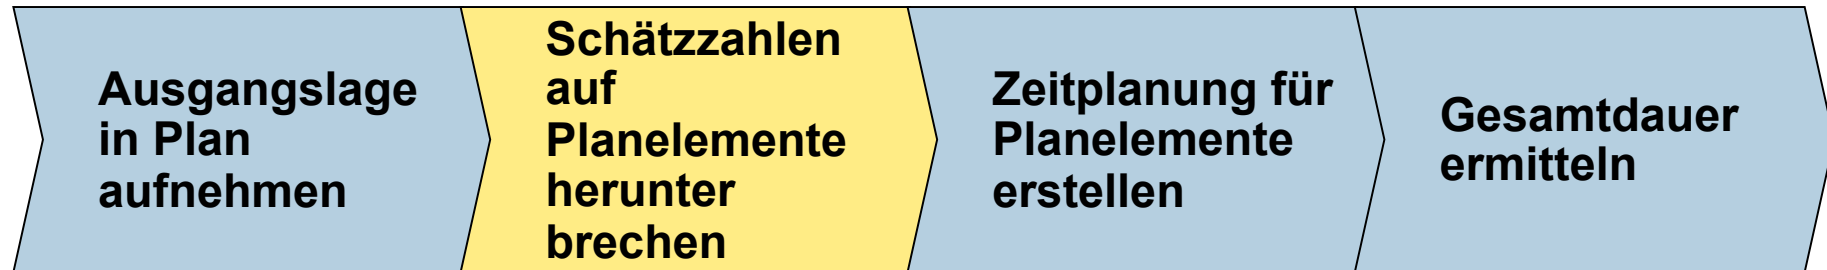 Ausgangslage
in Plan
aufnehmen
Schätzzahlen
auf
Planelemente
herunter
brechen
Zeitplanung für
Planelemente
erstellen
Gesamtdauer
ermitteln